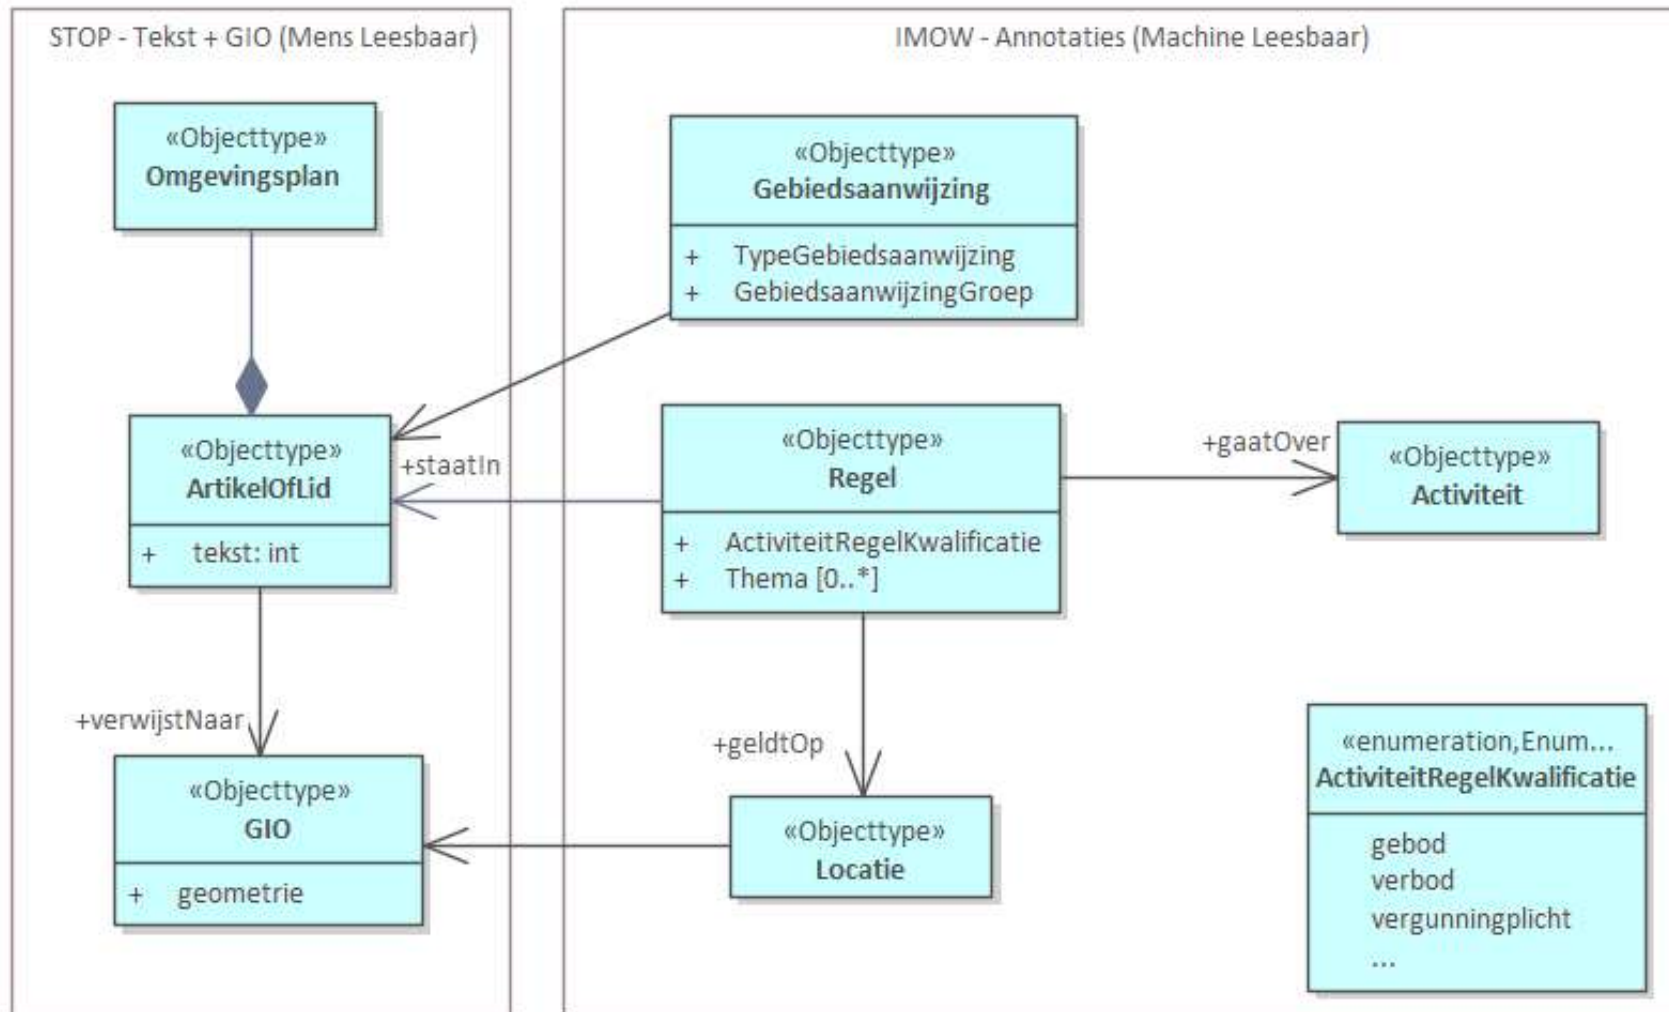 STOP - Tekst + GIO (Mens Leesbaar)
«Objecttype»
Omgevingsplan
«Objecttype»
ArtikelOfLid
+ tekst: int
+staatIn
+verwijstNaar
«Objecttype»
GIO
+ geometrie
IMOW - Annotaties (Machine Leesbaar)
«Objecttype»
Gebiedsaanwijzing
+ TypeGebiedsaanwijzing
+ GebiedsaanwijzingGroep
«Objecttype»
Regel
+ ActiviteitRegelKwalificatie
+ Thema [0..*]
+gaatOver
«Objecttype»
Activiteit
+geldtOp
«Objecttype»
Locatie
«enumeration,Enum...
ActiviteitRegelKwalificatie
gebod
verbod
vergunningplicht
...